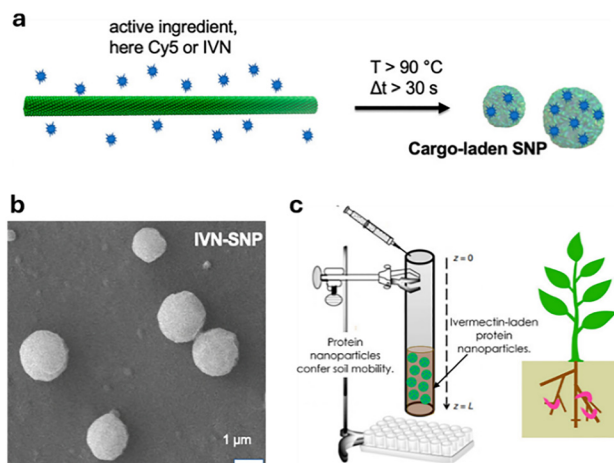 a
active ingredient,
here Cy5 or IVN
T > 90 °C
Δt > 30 s
Cargo-laden SNP
b
IVN-SNP
1 μm
c
z=0
Protein
nanoparticles
confer soil mobility.
Ivermectin-laden
protein
nanoparticles.
z=L